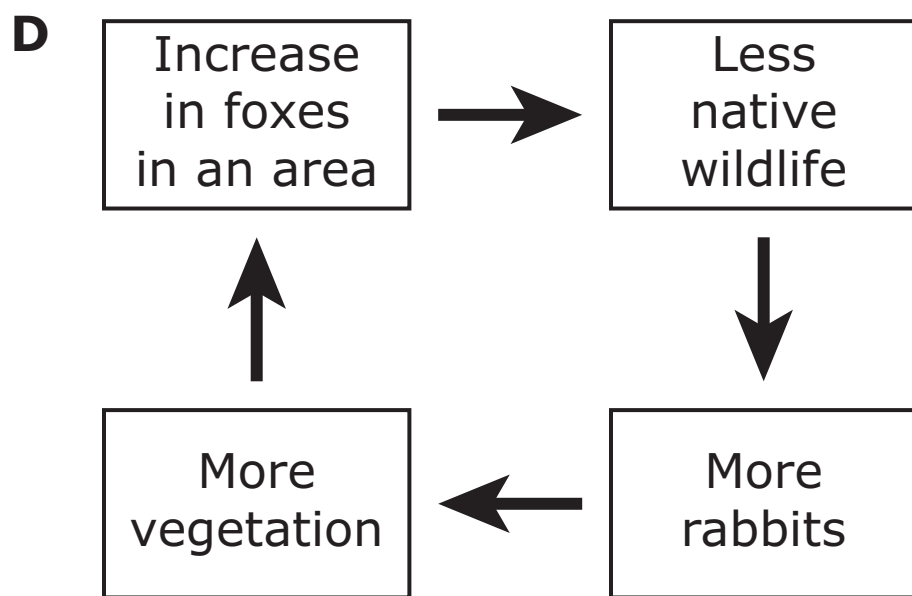 D
Increase
in foxes
in an area
Less
native
wildlife
More
vegetation
More
rabbits